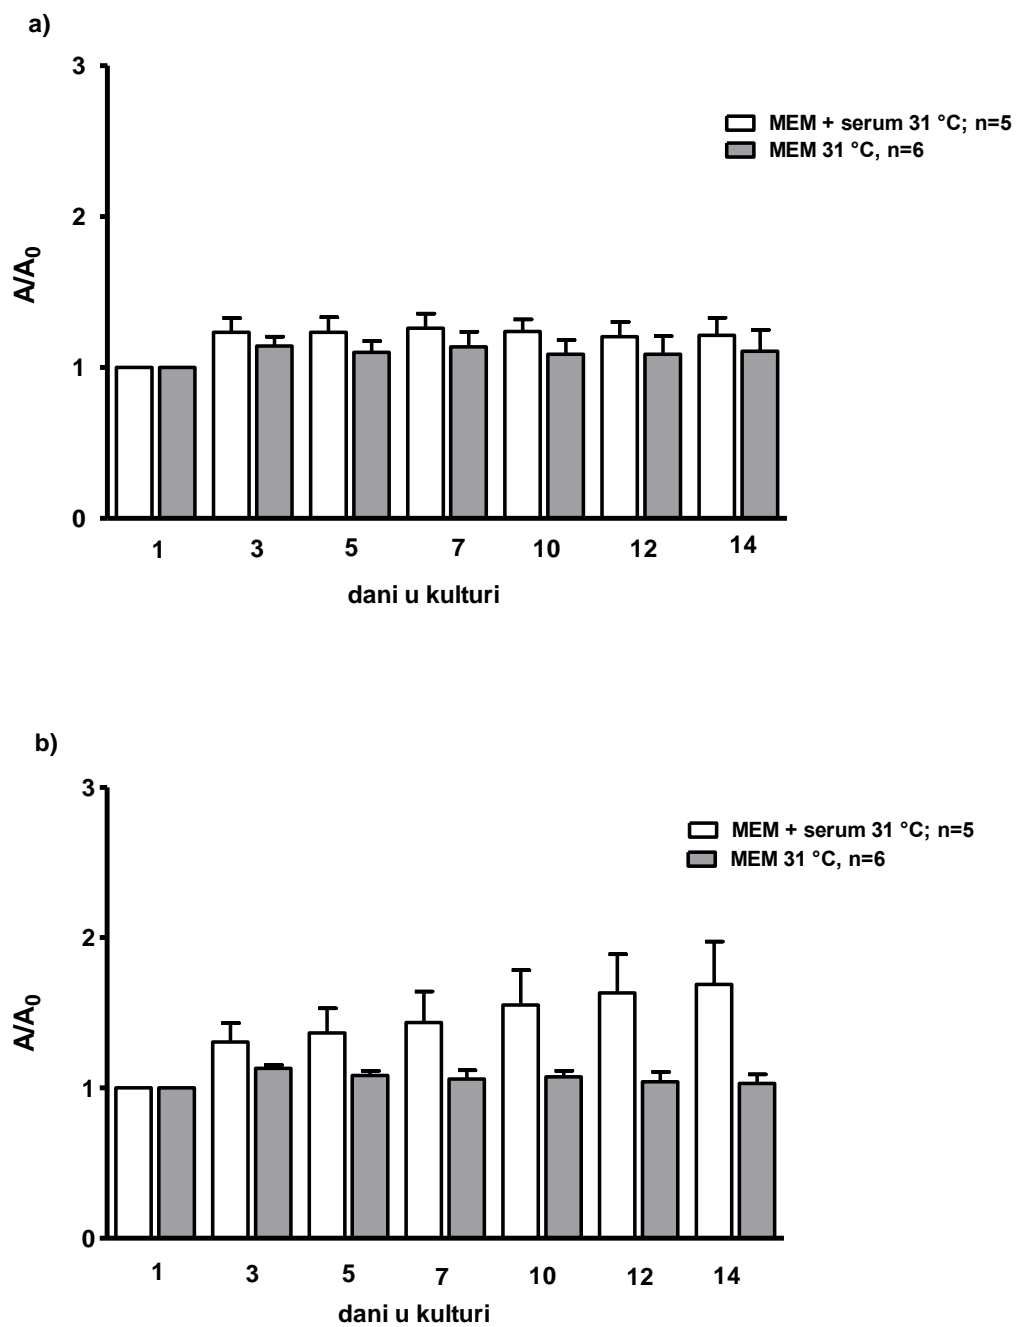 a)
3
MEM + serum 31 °C; n=5
MEM 31 °C, n=6
2
A/A₀
1
0
1 3 5 7 10 12 14
dani u kulturi
b)
3
MEM + serum 31 °C; n=5
MEM 31 °C, n=6
2
A/A₀
1
0
1 3 5 7 10 12 14
dani u kulturi